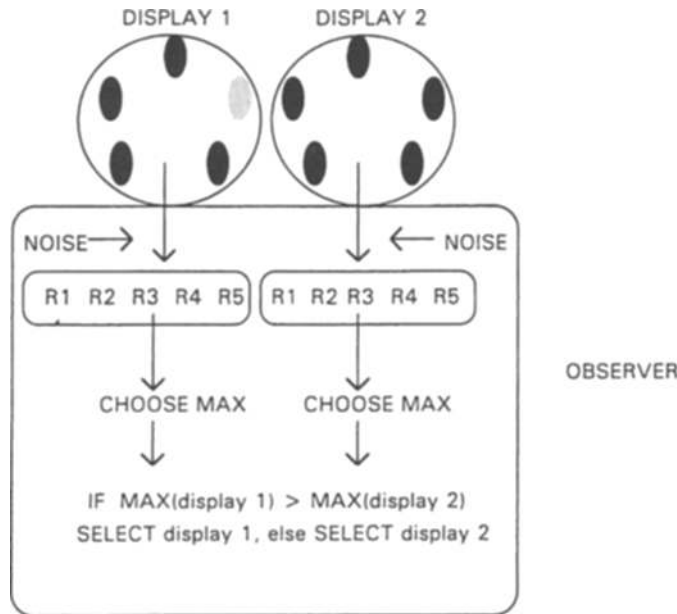 DISPLAY 1 DISPLAY 2
NOISE NOISE
R1 R2 R3 R4 R5 R1 R2 R3 R4 R5
OBSERVER
CHOOSE MAX CHOOSE MAX
IF MAX(display 1) > MAX(display 2)
SELECT display 1, else SELECT display 2